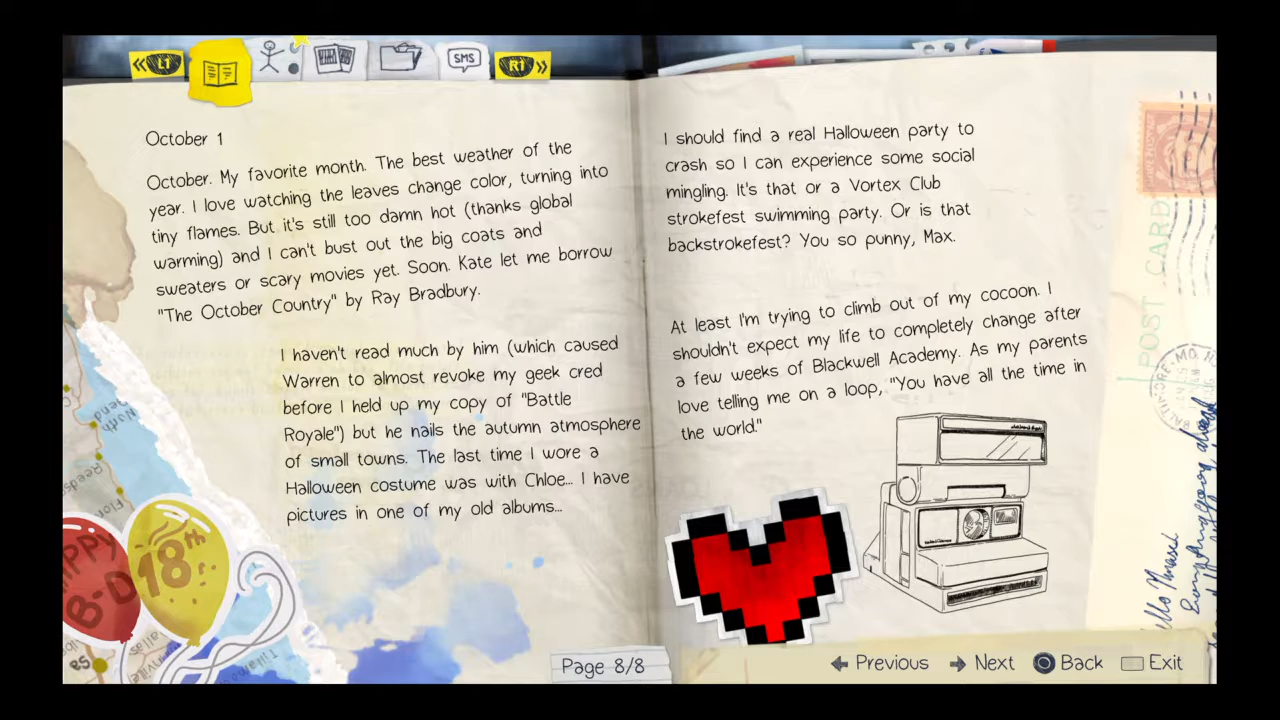 LT
SMS
R1
October 1
October. My favorite month. The best weather of the
year. I love watching the leaves change color, turning into
tiny flames. But it's still too damn hot (thanks global
warming) and I can't bust out the big coats and
sweaters or scary movies yet. Soon. Kate let me borrow
"The October Country" by Ray Bradbury.
I haven't read much by him (which caused
Warren to almost revoke my geek cred
before I held up my copy of "Battle
Royale") but he nails the autumn atmosphere
of small towns. The last time I wore a
Halloween costume was with Chloe... I have
pictures in one of my old albums...
HAPPY
B-D
18th
Page 8/8
I should find a real Halloween party to
crash so I can experience some social
mingling. It's that or a Vortex Club
strokefest swimming party. Or is that
backstrokefest? You so punny, Max.
At least I'm trying to climb out of my cocoon. I
shouldn't expect my life to completely change after
a few weeks of Blackwell Academy. As my parents
love telling me on a loop, "You have all the time in
the world."
POST CARD
Previous
Next
Back
Exit